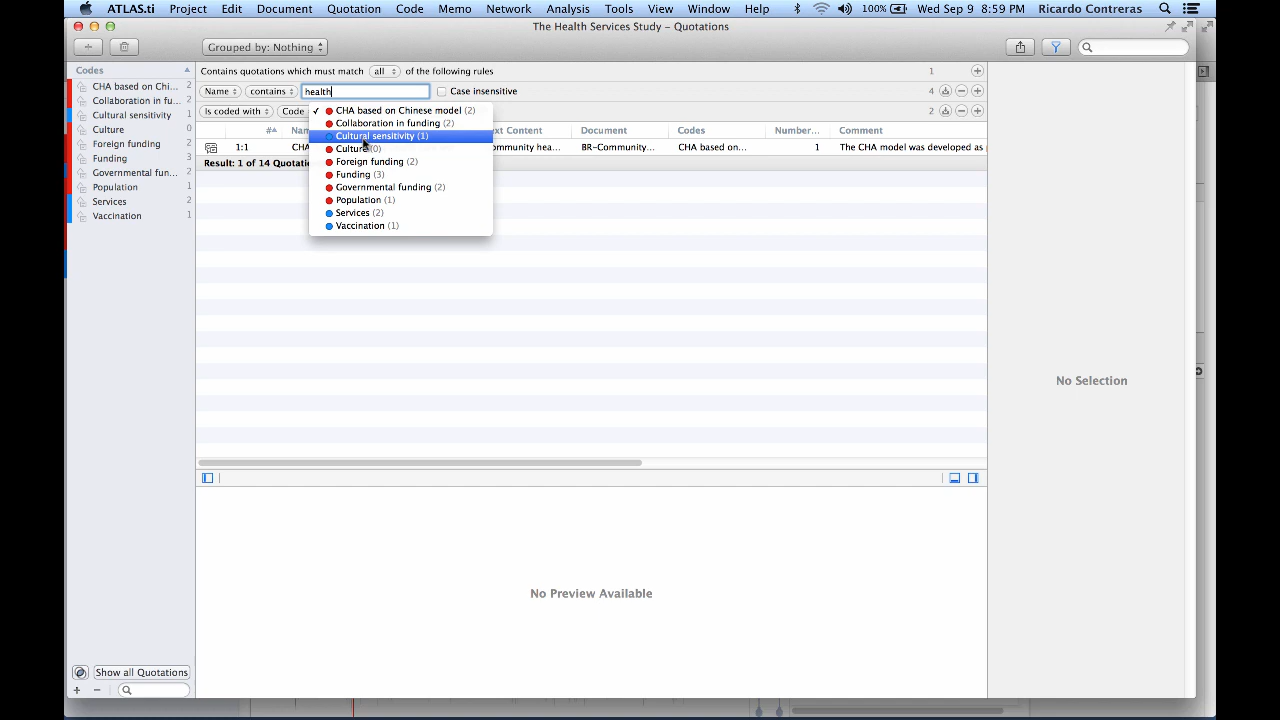 ATLAS.ti Project Edit Document Quotation Code Memo Network Analysis Tools View Window Help 100% Wed Sep 9 8:59 PM Ricardo Contreras
The Health Services Study – Quotations
Grouped by: Nothing
Codes
CHA based on Chi... 2
Collaboration in fu... 2
Cultural sensitivity 1
Culture 0
Foreign funding 2
Funding 3
Governmental fun... 2
Population 1
Services 2
Vaccination 1
Contains quotations which must match all of the following rules 1
Name contains health Case insensitive 4
Is coded with Code 2
CHA based on Chinese model (2)
Collaboration in funding (2)
Cultural sensitivity (1)
Culture (0)
Foreign funding (2)
Funding (3)
Governmental funding (2)
Population (1)
Services (2)
Vaccination (1)
# Document Codes Number... Comment
1:1 CHA BR-Community... CHA based on... 1 The CHA model was developed as
Result: 1 of 14
No Selection
No Preview Available
Show all Quotations